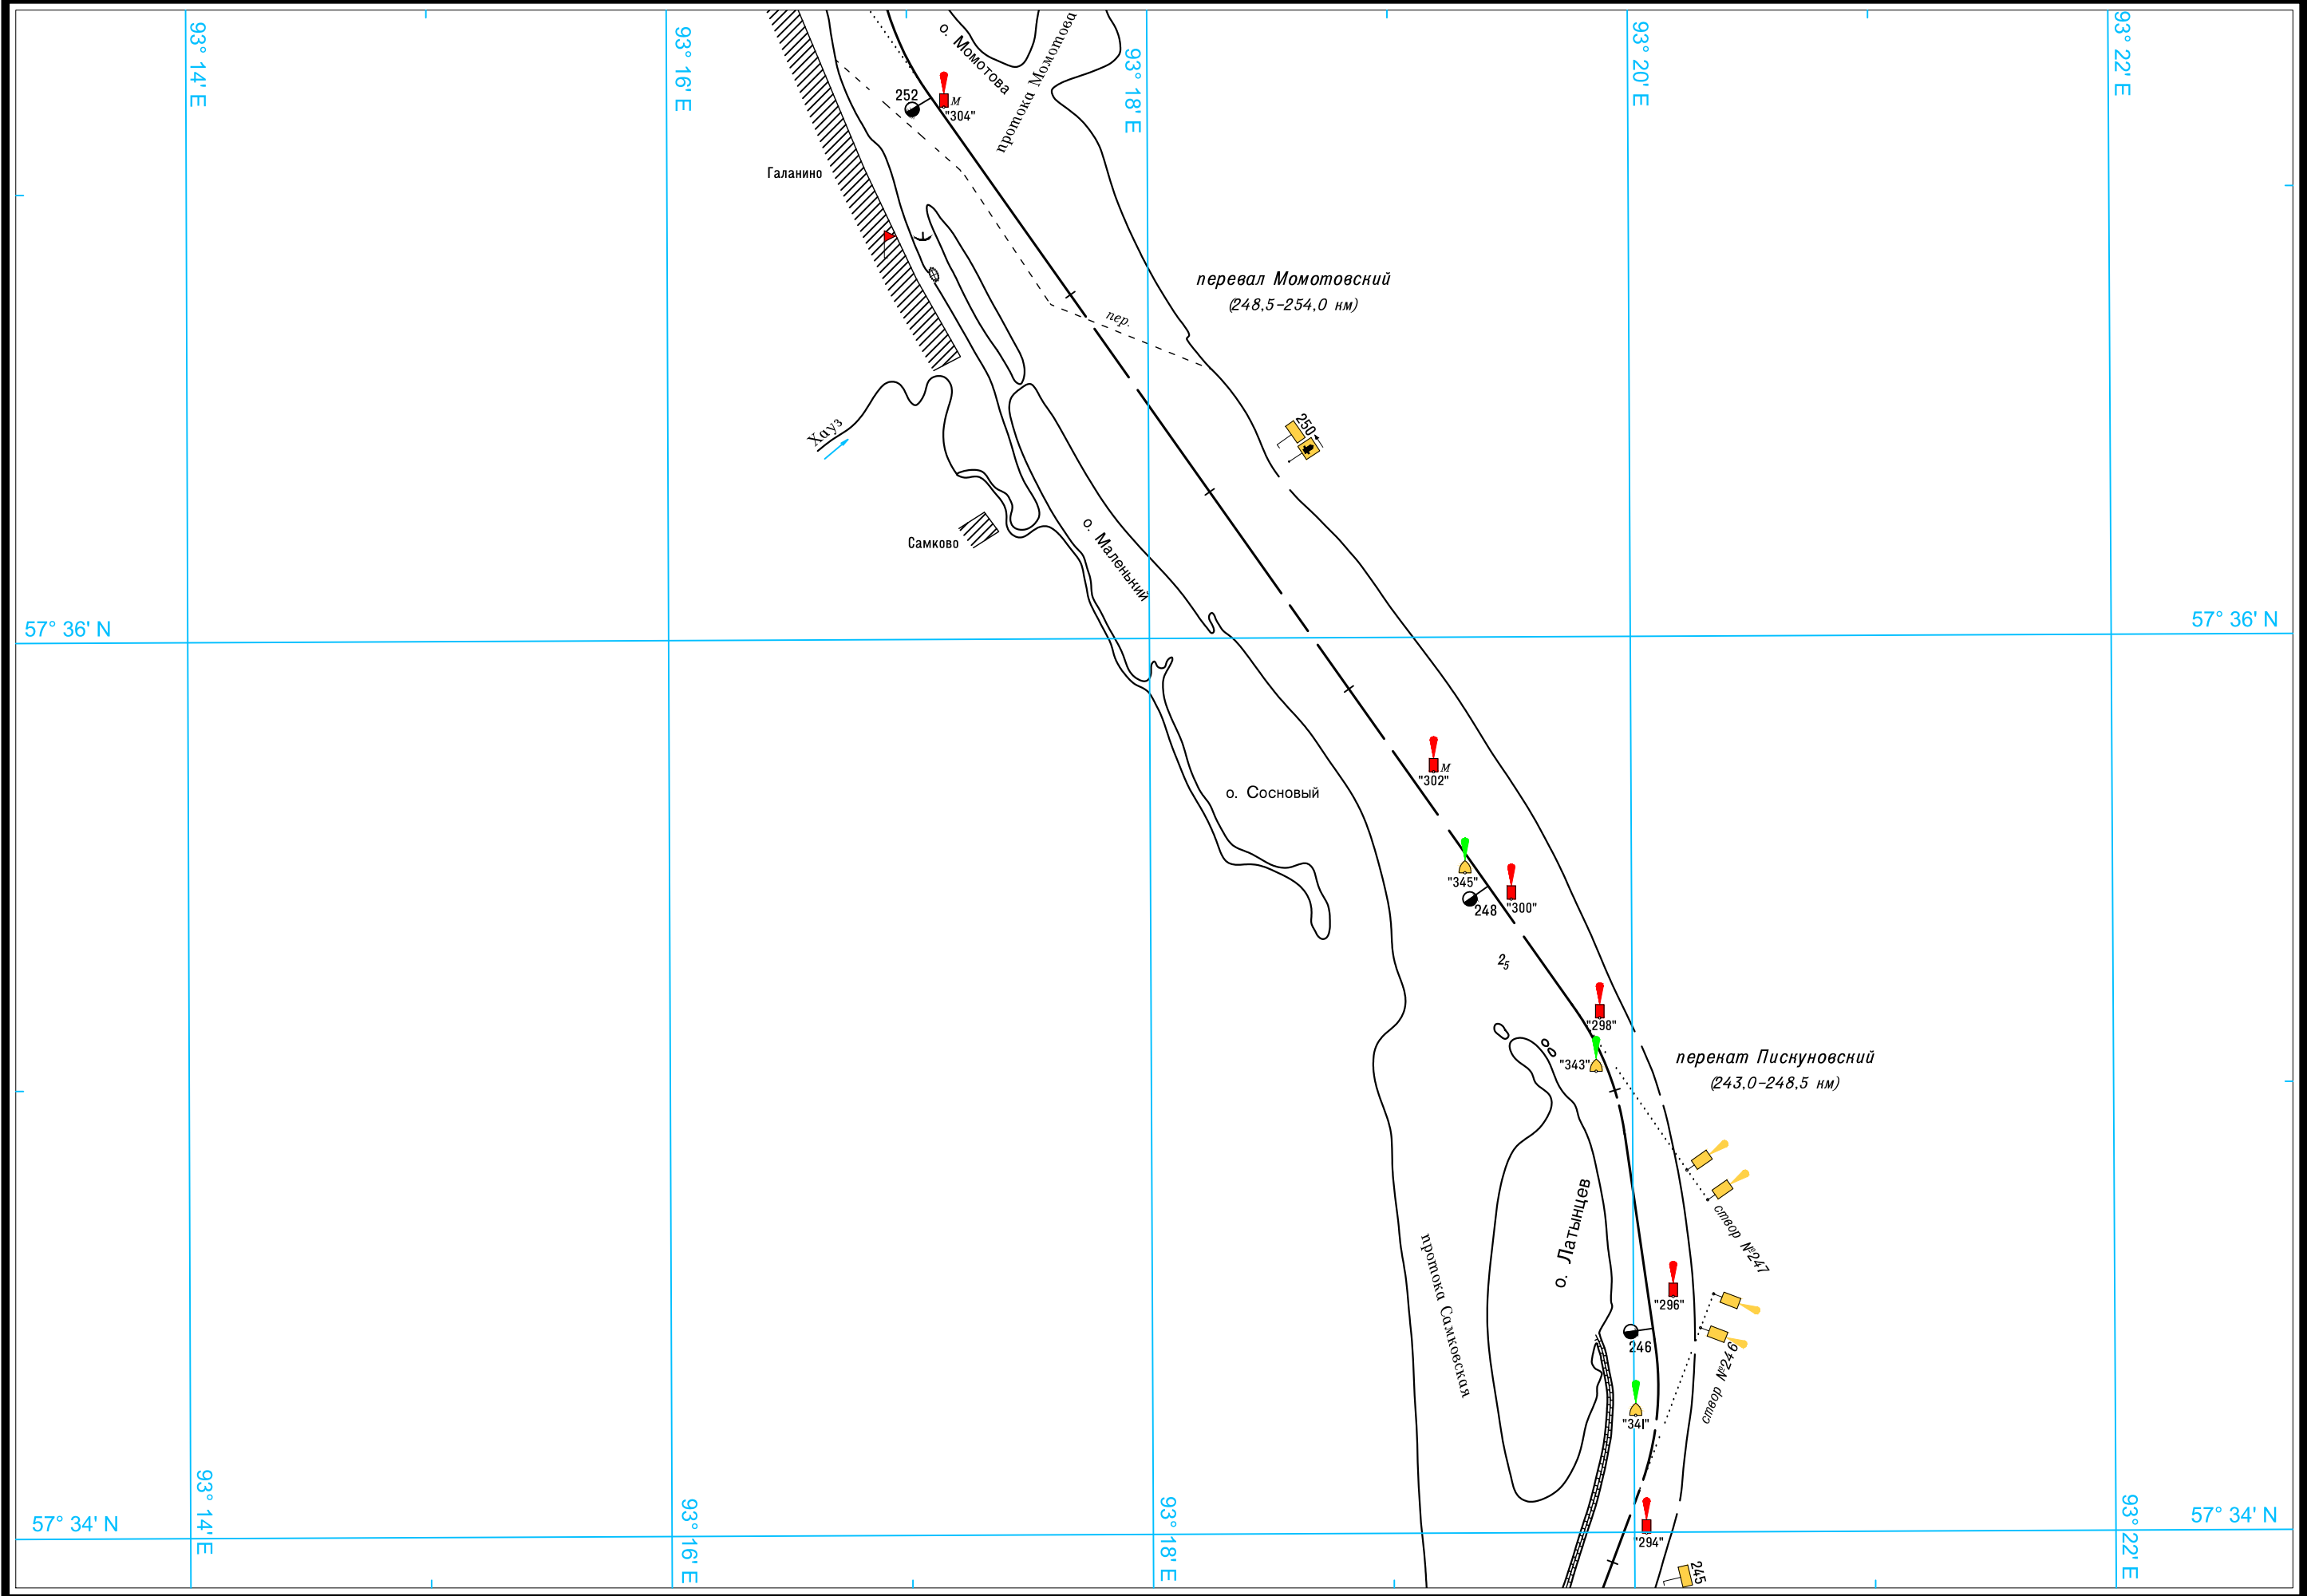 93° 14' E
93° 16' E
93° 18' E
93° 20' E
93° 22' E
о. Момотова
протока Момотова
252
М
"304"
Галанино
перевал Момотовский
(248,5-254,0 км)
пер.
250
Хауз
Самково
о. Маленький
57° 36' N
57° 36' N
М
"302"
о. Сосновый
"345"
248
"300"
2₅
"298"
"343"
перекат Пискуновский
(243,0-248,5 км)
о. Латынцев
створ №247
протока Самковская
"296"
246
створ №246
"341"
57° 34' N
57° 34' N
"294"
245
93° 14' E
93° 16' E
93° 18' E
93° 22' E